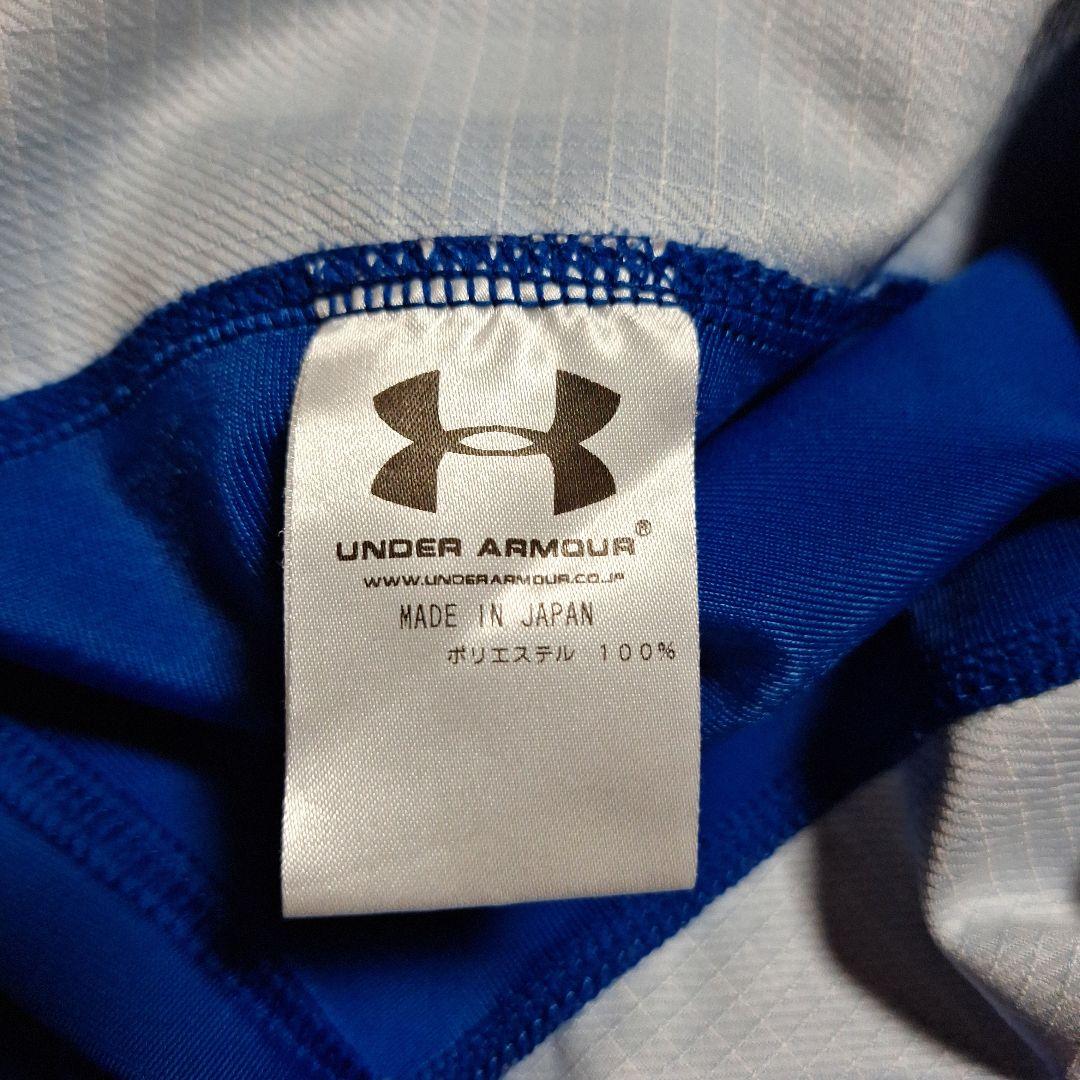 UNDER ARMOUR®
WWW.UNDERARMOUR.CO.JP
MADE IN JAPAN
ポリエステル 100%